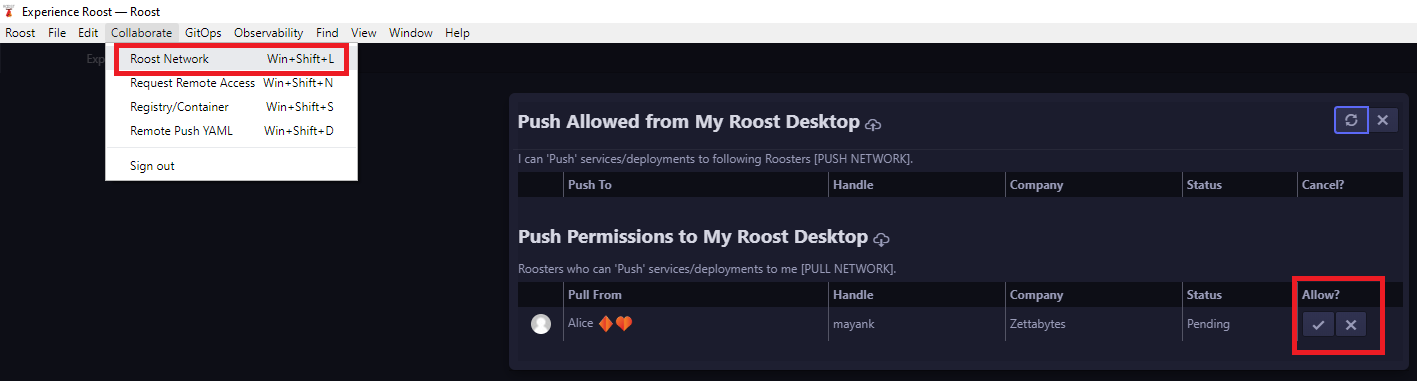 Experience Roost — Roost
Roost File Edit Collaborate GitOps Observability Find View Window Help
Roost Network Win+Shift+L
Request Remote Access Win+Shift+N
Registry/Container Win+Shift+S
Remote Push YAML Win+Shift+D
Sign out
Push Allowed from My Roost Desktop
I can 'Push' services/deployments to following Roosters [PUSH NETWORK].
Push To Handle Company Status Cancel?
Push Permissions to My Roost Desktop
Roosters who can 'Push' services/deployments to me [PULL NETWORK].
Pull From Handle Company Status Allow?
Alice mayank Zettabytes Pending